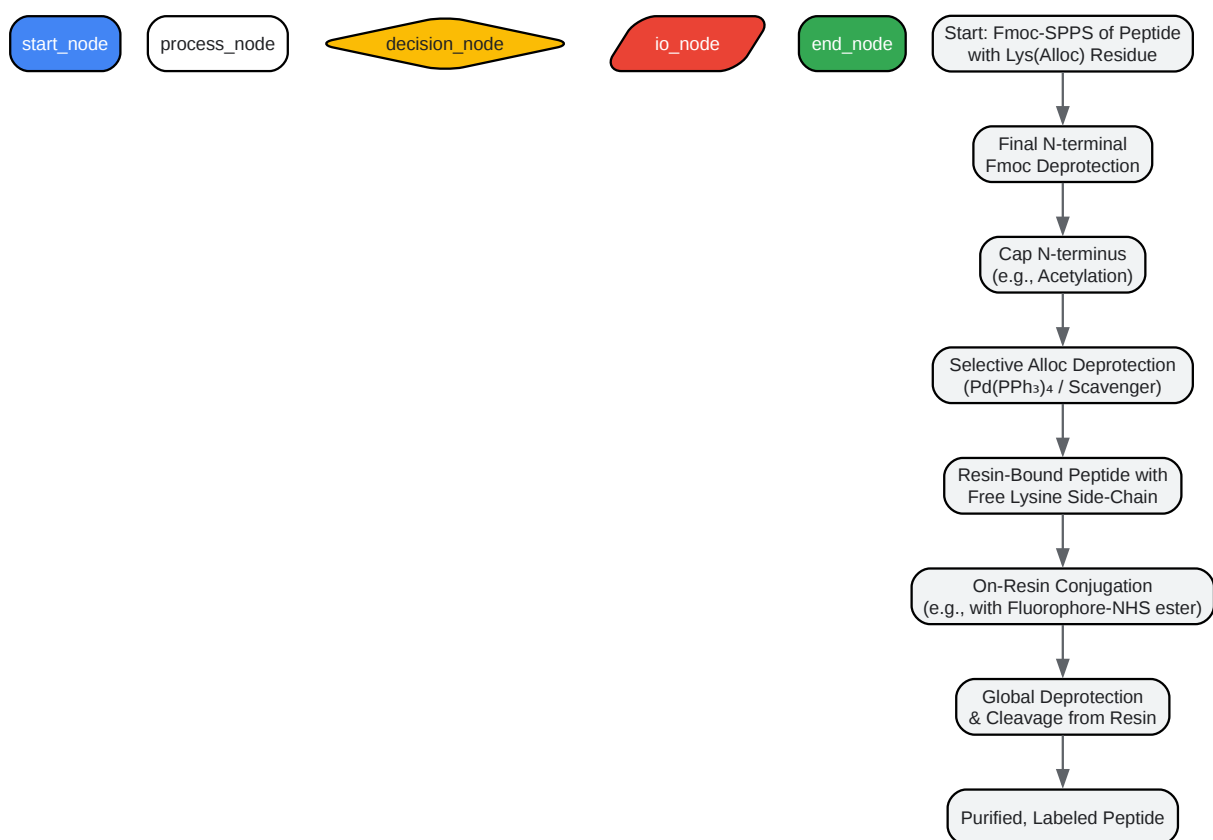 start_node
process_node
decision_node
io_node
end_node
Start: Fmoc-SPPS of Peptide
with Lys(Alloc) Residue
Final N-terminal
Fmoc Deprotection
Cap N-terminus
(e.g., Acetylation)
Selective Alloc Deprotection
(Pd(PPh₃)₄ / Scavenger)
Resin-Bound Peptide with
Free Lysine Side-Chain
On-Resin Conjugation
(e.g., with Fluorophore-NHS ester)
Global Deprotection
& Cleavage from Resin
Purified, Labeled Peptide